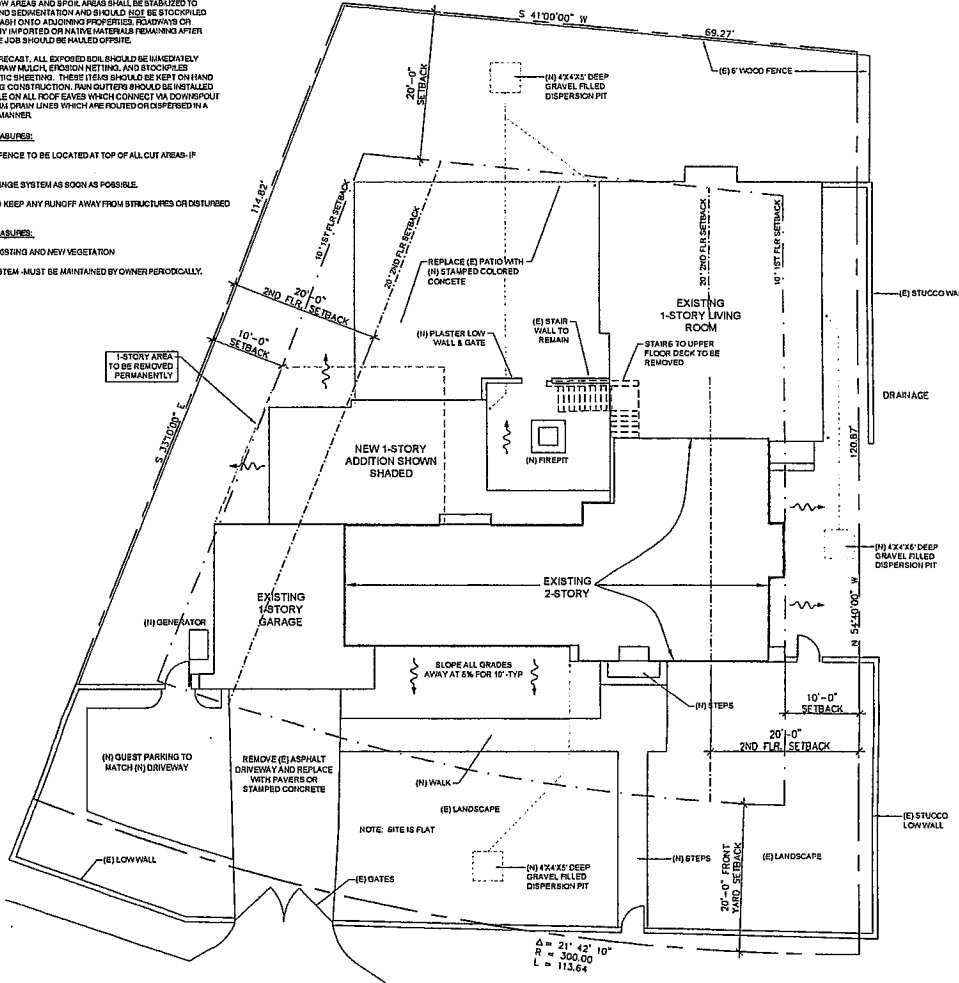 OW AREAS AND SPOIL AREAS SHALL BE STABILIZED TO
ND SEDIMENTATION AND SHOULD NOT BE STOCKPILED
ASH ONTO ADJOINING PROPERTIES, ROADWAYS OR
NY IMPORTED OR NATIVE MATERIALS REMAINING AFTER
E JOB SHOULD BE HAULED OFFSITE.
RECAST, ALL EXPOSED SOIL SHOULD BE IMMEDIATELY
RAW MULCH, EROSION NETTING, AND STOCKPILES
TIC SHEETING. THESE ITEMS SHOULD BE KEPT ON HAND
G CONSTRUCTION. RAIN GUTTERS SHOULD BE INSTALLED
LE ON ALL ROOF EAVES WHICH CONNECT VIA DOWNSPOUT
DRAIN LINES WHICH ARE ROUTED OR DISPERSED IN A
MANNER.
ASURES:
FENCE TO BE LOCATED AT TOP OF ALL CUT AREAS- IF
INGE SYSTEM AS SOON AS POSSIBLE.
O KEEP ANY RUNOFF AWAY FROM STRUCTURES OR DISTURBED
ASURES:
XISTING AND NEW VEGETATION
STEM -MUST BE MAINTAINED BY OWNER PERIODICALLY.
S 41°00'00" W
69.27'
(E) 6' WOOD FENCE
20'-0"
SETBACK
(N) 4'X4'X5' DEEP
GRAVEL FILLED
DISPERSION PIT
114.82'
S 33°10'00" E
10' 1ST FLR SETBACK
20' 2ND FLR SETBACK
20' 2ND FLR SETBACK
10' 1ST FLR SETBACK
REPLACE (E) PATIO WITH
(N) STAMPED COLORED
CONCETE
20'-0"
2ND FLR. SETBACK
10'-0"
SETBACK
(N) PLASTER LOW
WALL & GATE
(E) STAIR
WALL TO
REMAIN
EXISTING
1-STORY LIVING
ROOM
STAIRS TO UPPER
FLOOR DECK TO BE
REMOVED
(E) STUCCO WA
1-STORY AREA
TO BE REMOVED
PERMANENTLY
DRAINAGE
120.87'
N 54°40'00" W
NEW 1-STORY
ADDITION SHOWN
SHADED
(N) FIREPIT
(N) 4'X4'X5' DEEP
GRAVEL FILLED
DISPERSION PIT
EXISTING
2-STORY
EXISTING
1-STORY
GARAGE
(N) GENERATOR
SLOPE ALL GRADES
AWAY AT 5% FOR 10'-TYP
(N) STEPS
10'-0"
SETBACK
20'-0"
2ND FLR. SETBACK
(N) GUEST PARKING TO
MATCH (N) DRIVEWAY
REMOVE (E) ASPHALT
DRIVEWAY AND REPLACE
WITH PAVERS OR
STAMPED CONCRETE
(N) WALK
(E) LANDSCAPE
NOTE: SITE IS FLAT
(E) STUCCO
LOW WALL
(E) LOW WALL
(E) GATES
(N) 4'X4'X5' DEEP
GRAVEL FILLED
DISPERSION PIT
(N) STEPS
(E) LANDSCAPE
20'-0" FRONT
YARD SETBACK
Δ = 21° 42' 10"
R = 300.00
L = 113.64